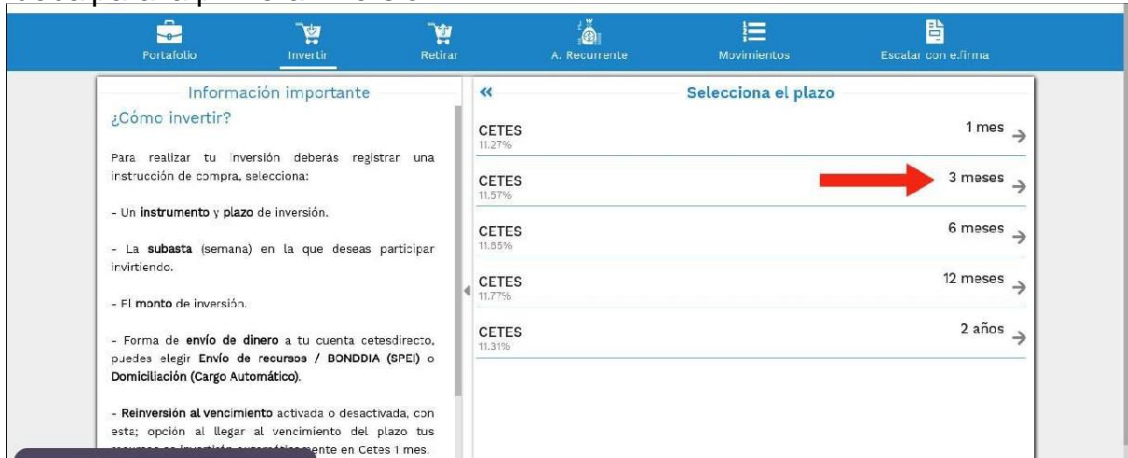 Portafolio
Invertir
Retirar
A. Recurrente
Movimientos
Escalar con e.firma
Información importante
¿Cómo invertir?
Para realizar tu inversión deberás registrar una
instrucción de compra, selecciona:
- Un instrumento y plazo de inversión.
- La subasta (semana) en la que deseas participar
invirtiendo.
- El monto de inversión.
- Forma de envío de dinero a tu cuenta cetesdirecto,
puedes elegir Envío de recursos / BONDDIA (SPEI) o
Domiciliación (Cargo Automático).
- Reinversión al vencimiento activada o desactivada, con
esta; opción al llegar al vencimiento del plazo tus
en Cetes 1 mes.
«
Selecciona el plazo
CETES
11.27%
1 mes
CETES
11.57%
3 meses
CETES
11.85%
6 meses
CETES
11.77%
12 meses
CETES
11.31%
2 años